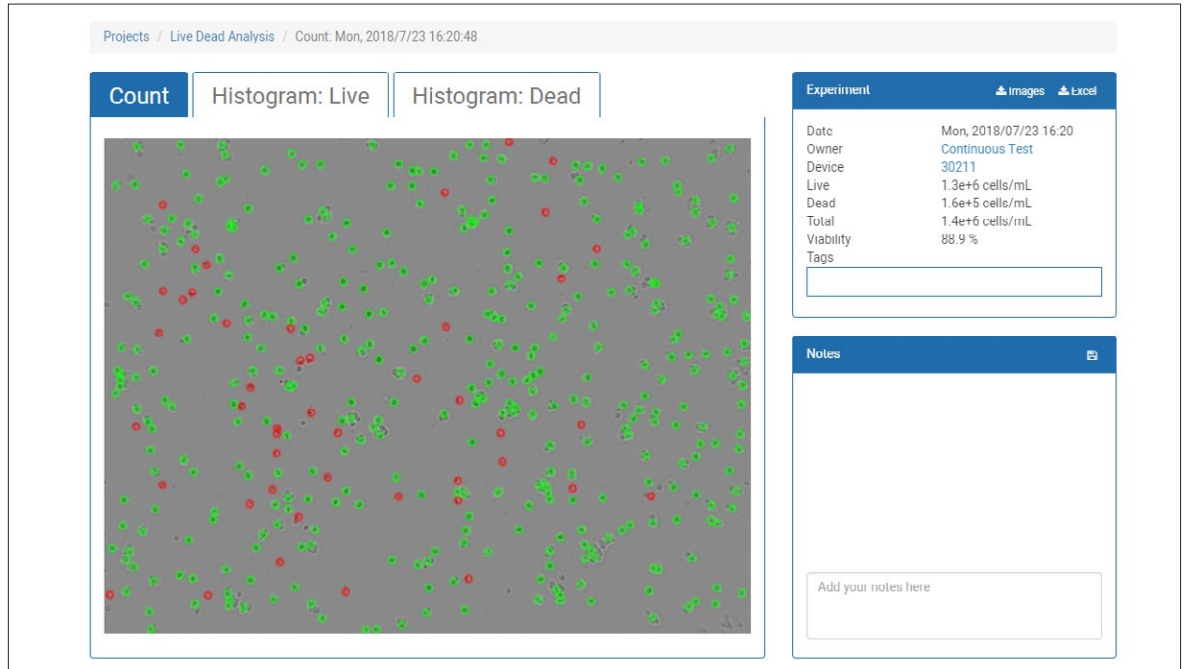 Projects / Live Dead Analysis / Count: Mon, 2018/7/23 16:20:48
Count
Histogram: Live
Histogram: Dead
Experiment Images Excel
Date Mon, 2018/07/23 16:20
Owner Continuous Test
Device 30211
Live 1.3e+6 cells/mL
Dead 1.6e+5 cells/mL
Total 1.4e+6 cells/mL
Viability 88.9 %
Tags
Notes
Add your notes here